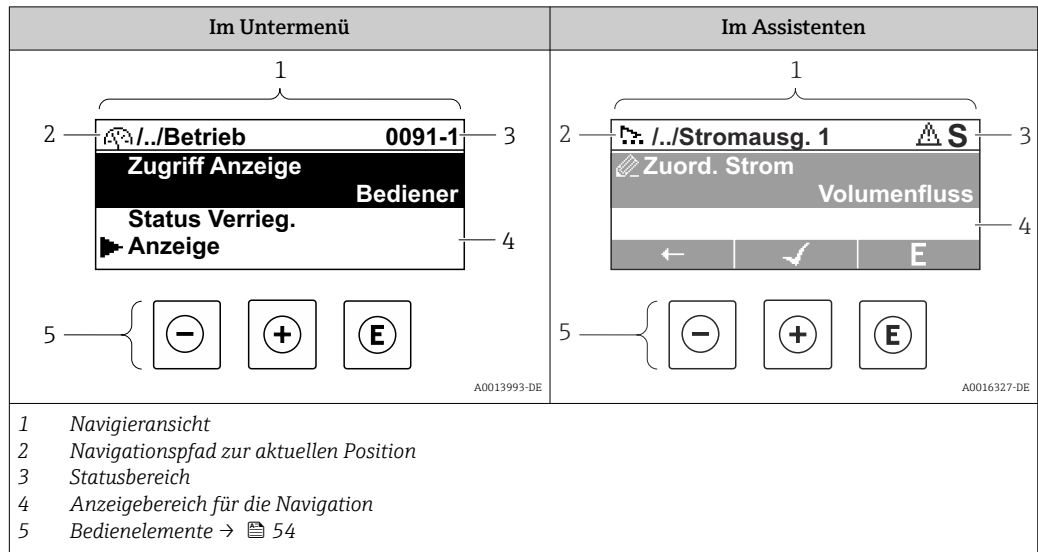 Im Untermenü
Im Assistenten
1
1
2
/../Betrieb 0091-1
3
Zugriff Anzeige
Bediener
Status Verrieg.
Anzeige
4
5
- + E
A0013993-DE
2
/../Stromausg. 1 S
3
Zuord. Strom
Volumenfluss
4
← ✓ E
5
- + E
A0016327-DE
1 Navigieransicht
2 Navigationspfad zur aktuellen Position
3 Statusbereich
4 Anzeigebereich für die Navigation
5 Bedienelemente → 54